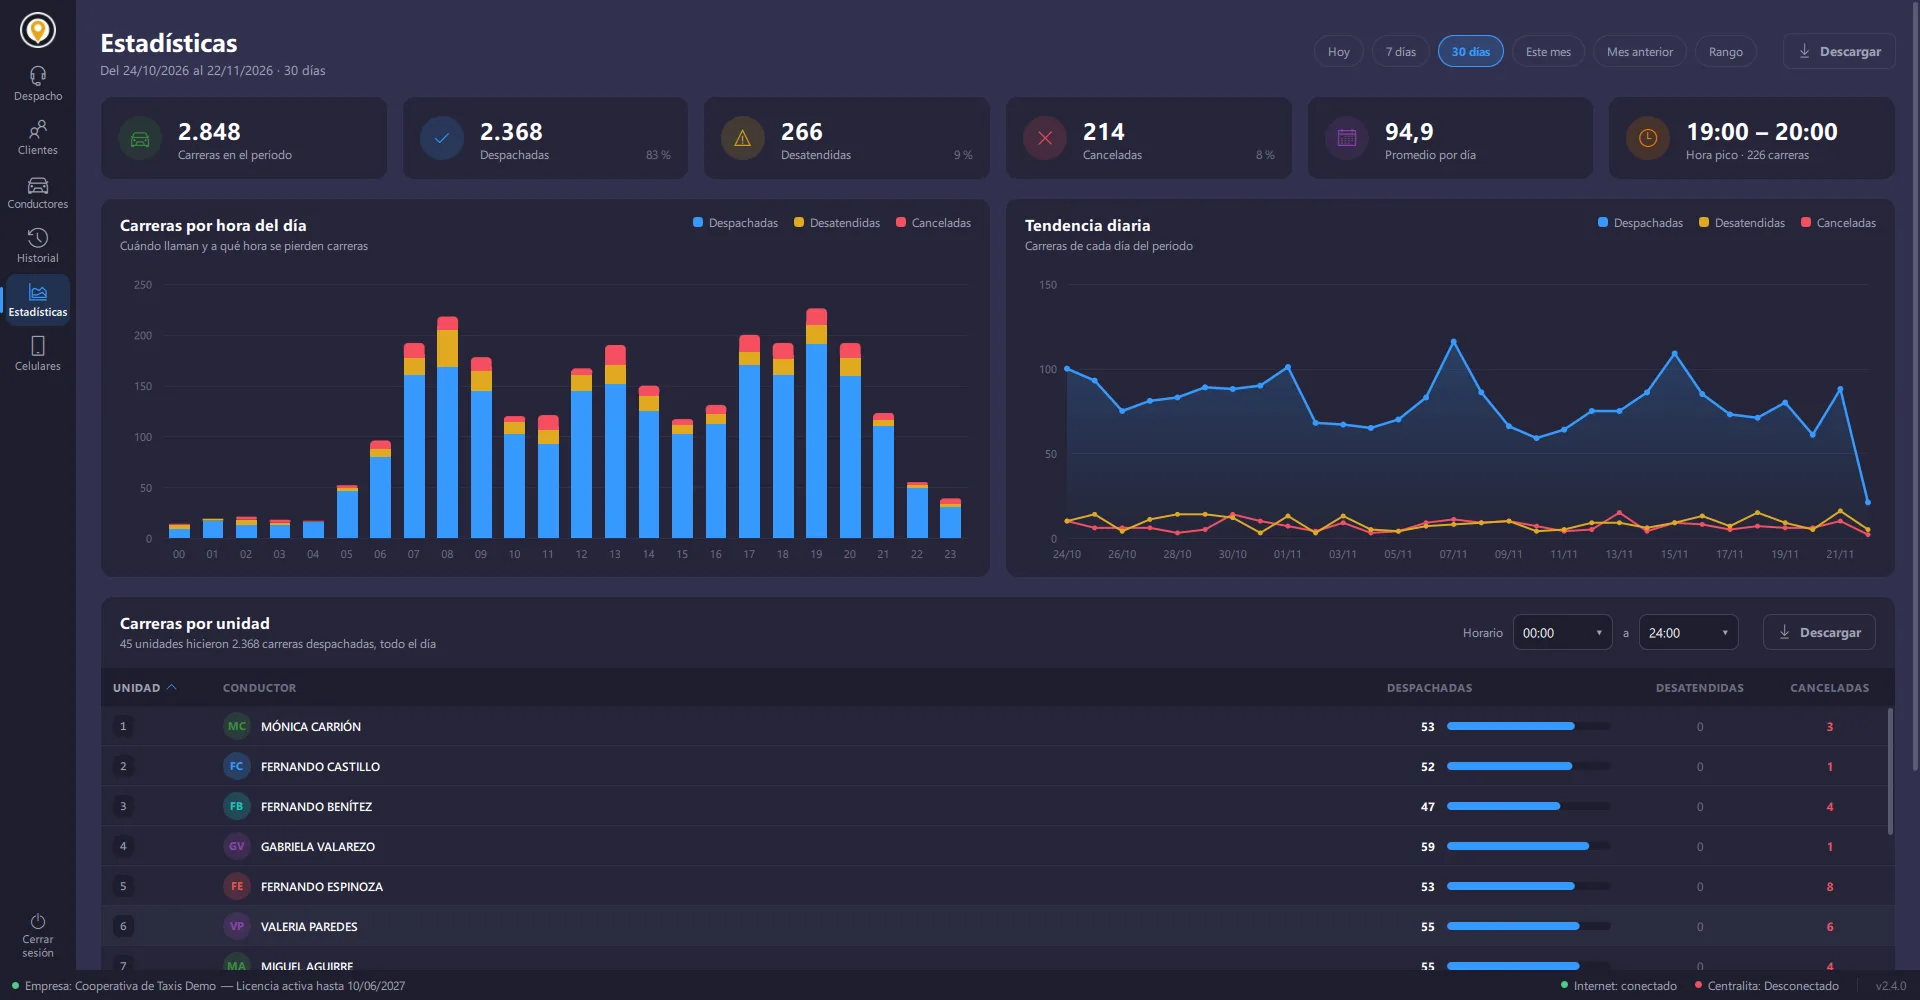 Estadísticas
Del 24/10/2026 al 22/11/2026 · 30 días
Hoy
7 días
30 días
Este mes
Mes anterior
Rango
Descargar
Despacho
Clientes
Conductores
Historial
Estadísticas
Celulares
Cerrar
sesión
2.848
Carreras en el período
2.368
Despachadas
83 %
266
Desatendidas
9 %
214
Canceladas
8 %
94,9
Promedio por día
19:00 – 20:00
Hora pico · 226 carreras
Carreras por hora del día
Cuándo llaman y a qué hora se pierden carreras
Despachadas
Desatendidas
Canceladas
250
200
150
100
50
0
00 01 02 03 04 05 06 07 08 09 10 11 12 13 14 15 16 17 18 19 20 21 22 23
Tendencia diaria
Carreras de cada día del período
Despachadas
Desatendidas
Canceladas
150
100
50
0
24/10 26/10 28/10 30/10 01/11 03/11 05/11 07/11 09/11 11/11 13/11 15/11 17/11 19/11 21/11
Carreras por unidad
45 unidades hicieron 2.368 carreras despachadas, todo el día
Horario
00:00
a
24:00
Descargar
UNIDAD CONDUCTOR DESPACHADAS DESATENDIDAS CANCELADAS
1 MC MÓNICA CARRIÓN 53 0 3
2 FC FERNANDO CASTILLO 52 0 1
3 FB FERNANDO BENÍTEZ 47 0 4
4 GV GABRIELA VALAREZO 59 0 1
5 FE FERNANDO ESPINOZA 53 0 8
6 VP VALERIA PAREDES 55 0 6
7 MA MIGUEL AGUIRRE 55 0 4
Empresa: Cooperativa de Taxis Demo — Licencia activa hasta 10/06/2027
Internet: conectado
Centralita: Desconectado
v2.4.0